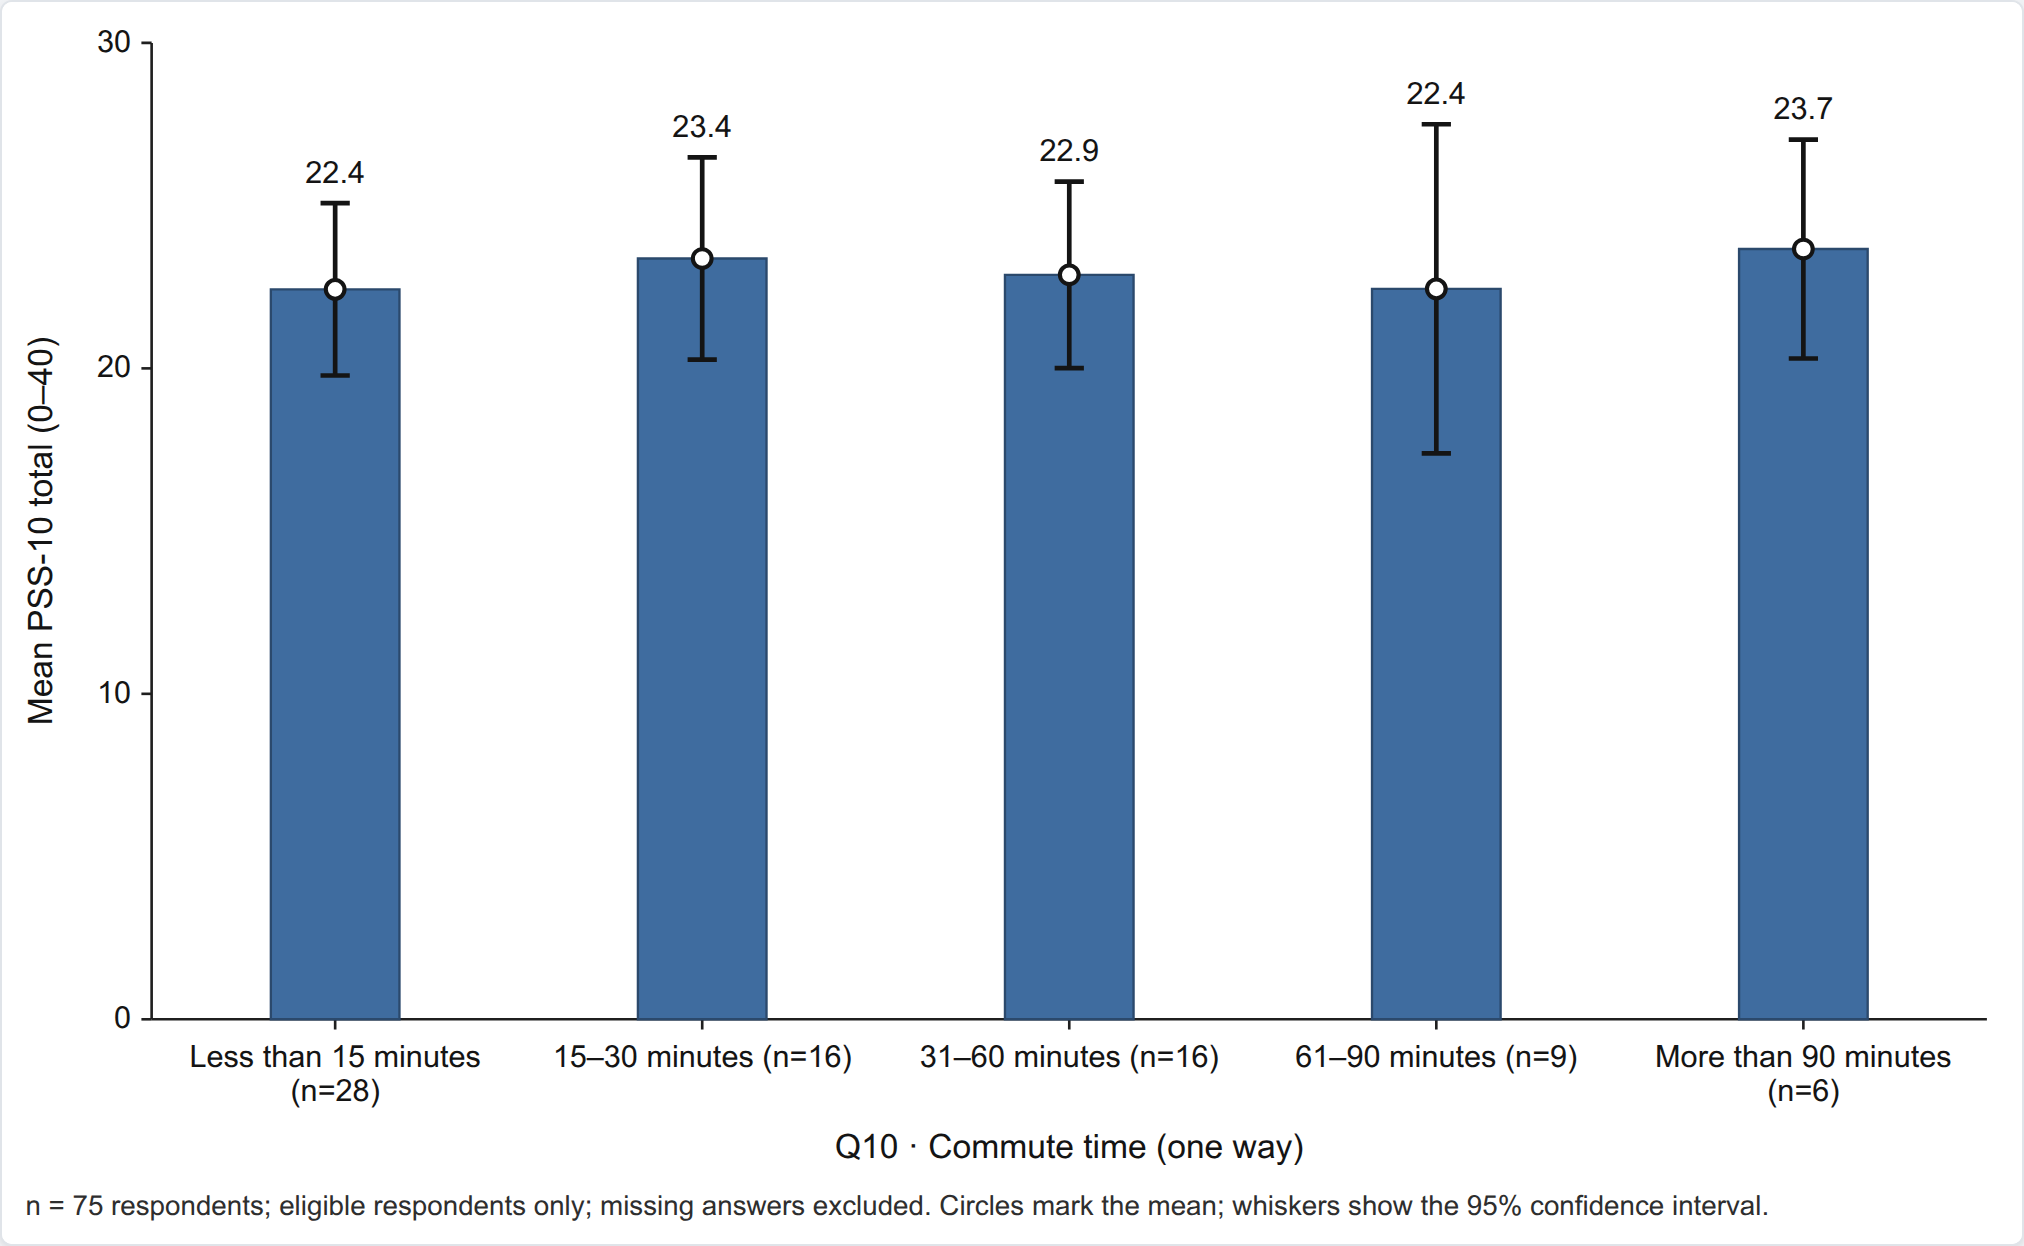 30
22.4
23.4
22.9
22.4
23.7
20
10
0
Mean PSS-10 total (0–40)
Less than 15 minutes
(n=28)
15–30 minutes (n=16)
31–60 minutes (n=16)
61–90 minutes (n=9)
More than 90 minutes
(n=6)
Q10 · Commute time (one way)
n = 75 respondents; eligible respondents only; missing answers excluded. Circles mark the mean; whiskers show the 95% confidence interval.